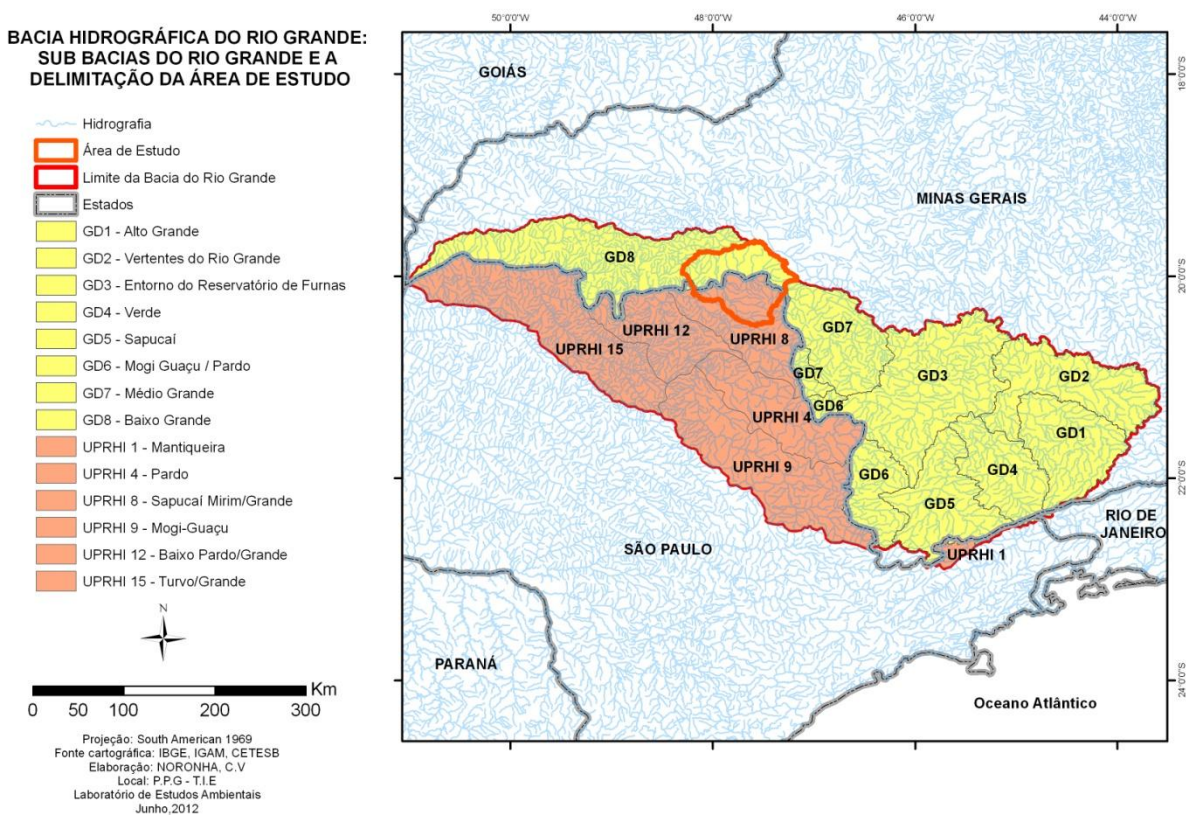 BACIA HIDROGRÁFICA DO RIO GRANDE:
SUB BACIAS DO RIO GRANDE E A
DELIMITAÇÃO DA ÁREA DE ESTUDO
Hidrografia
Área de Estudo
Limite da Bacia do Rio Grande
Estados
GD1 - Alto Grande
GD2 - Vertentes do Rio Grande
GD3 - Entorno do Reservatório de Furnas
GD4 - Verde
GD5 - Sapucaí
GD6 - Mogi Guaçu / Pardo
GD7 - Médio Grande
GD8 - Baixo Grande
UPRHI 1 - Mantiqueira
UPRHI 4 - Pardo
UPRHI 8 - Sapucaí Mirim/Grande
UPRHI 9 - Mogi-Guaçu
UPRHI 12 - Baixo Pardo/Grande
UPRHI 15 - Turvo/Grande
N
Km
0 50 100 200 300
Projeção: South American 1969
Fonte cartográfica: IBGE, IGAM, CETESB
Elaboração: NORONHA, C.V
Local: P.P.G - T.I.E
Laboratório de Estudos Ambientais
Junho,2012
50°0'0"W 48°0'0"W 46°0'0"W 44°0'0"W
18°0'0"S
20°0'0"S
22°0'0"S
24°0'0"S
GOIÁS
MINAS GERAIS
GD8
UPRHI 12
UPRHI 15
UPRHI 8
GD7
GD7
GD3
GD2
GD6
UPRHI 4
GD1
UPRHI 9
GD6
GD4
GD5
UPRHI 1
RIO DE
JANEIRO
SÃO PAULO
PARANÁ
Oceano Atlântico